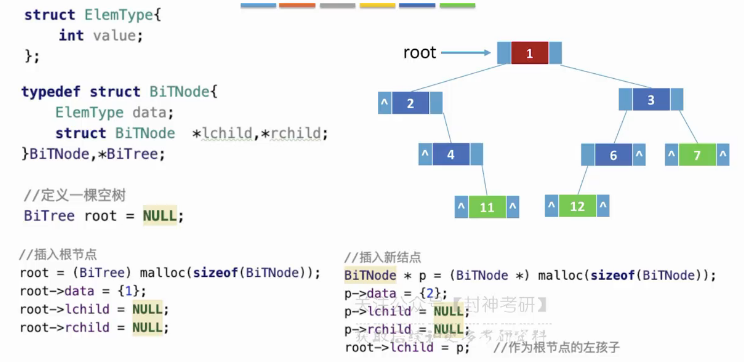 struct ElemType{
int value;
};
typedef struct BiTNode{
ElemType data;
struct BiTNode *lchild,*rchild;
}BiTNode,*BiTree;
//定义一棵空树
BiTree root = NULL;
//插入根节点
root = (BiTree) malloc(sizeof(BiTNode));
root->data = {1};
root->lchild = NULL;
root->rchild = NULL;
root
1
^ 2
3
^ 4
^ 6 ^
^ 7 ^
^ 11 ^
^ 12 ^
//插入新结点
BiTNode * p = (BiTNode *) malloc(sizeof(BiTNode));
p->data = {2};
p->lchild = NULL;
p->rchild = NULL;
root->lchild = p; //作为根节点的左孩子
【封神考研】